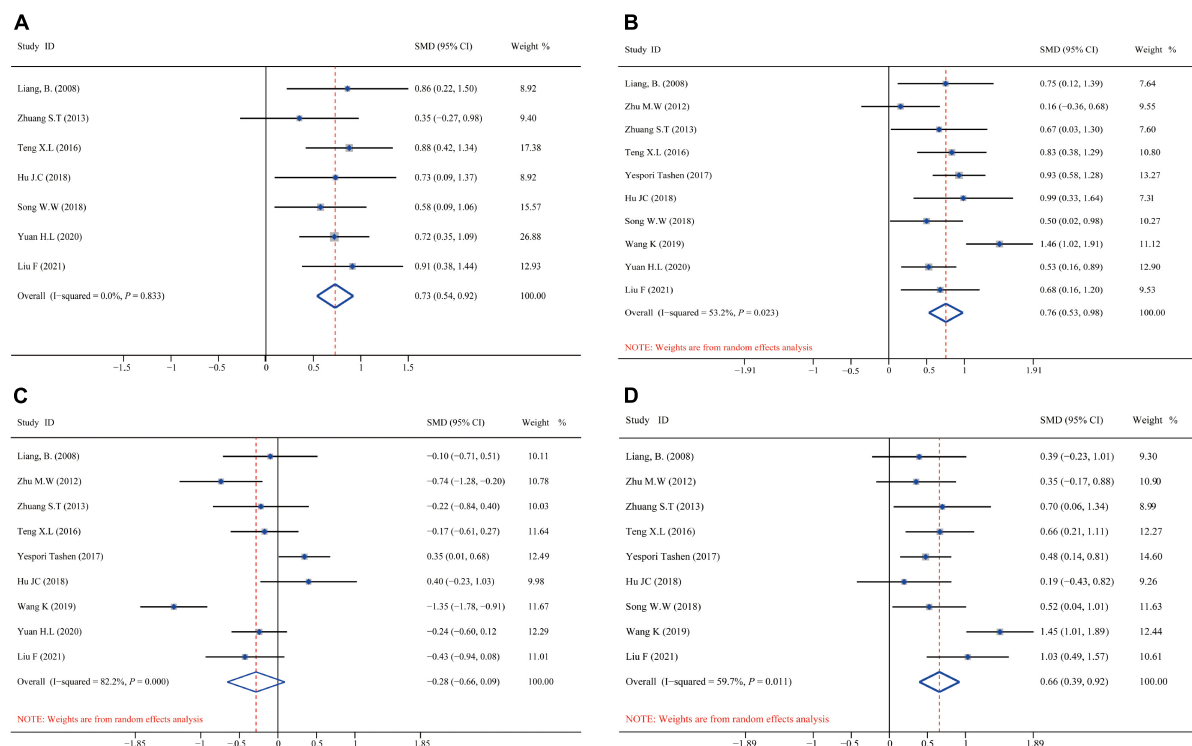 A
Study ID SMD (95% CI) Weight %
Liang, B. (2008) 0.86 (0.22, 1.50) 8.92
Zhuang S.T (2013) 0.35 (−0.27, 0.98) 9.40
Teng X.L (2016) 0.88 (0.42, 1.34) 17.38
Hu J.C (2018) 0.73 (0.09, 1.37) 8.92
Song W.W (2018) 0.58 (0.09, 1.06) 15.57
Yuan H.L (2020) 0.72 (0.35, 1.09) 26.88
Liu F (2021) 0.91 (0.38, 1.44) 12.93
Overall (I−squared = 0.0%, P = 0.833) 0.73 (0.54, 0.92) 100.00
−1.5 −1 −0.5 0 0.5 1 1.5
B
Study ID SMD (95% CI) Weight %
Liang, B. (2008) 0.75 (0.12, 1.39) 7.64
Zhu M.W (2012) 0.16 (−0.36, 0.68) 9.55
Zhuang S.T (2013) 0.67 (0.03, 1.30) 7.60
Teng X.L (2016) 0.83 (0.38, 1.29) 10.80
Yespori Tashen (2017) 0.93 (0.58, 1.28) 13.27
Hu JC (2018) 0.99 (0.33, 1.64) 7.31
Song W.W (2018) 0.50 (0.02, 0.98) 10.27
Wang K (2019) 1.46 (1.02, 1.91) 11.12
Yuan H.L (2020) 0.53 (0.16, 0.89) 12.90
Liu F (2021) 0.68 (0.16, 1.20) 9.53
Overall (I−squared = 53.2%, P = 0.023) 0.76 (0.53, 0.98) 100.00
NOTE: Weights are from random effects analysis
−1.91 −1 −0.5 0 0.5 1 1.91
C
Study ID SMD (95% CI) Weight %
Liang, B. (2008) −0.10 (−0.71, 0.51) 10.11
Zhu M.W (2012) −0.74 (−1.28, −0.20) 10.78
Zhuang S.T (2013) −0.22 (−0.84, 0.40) 10.03
Teng X.L (2016) −0.17 (−0.61, 0.27) 11.64
Yespori Tashen (2017) 0.35 (0.01, 0.68) 12.49
Hu JC (2018) 0.40 (−0.23, 1.03) 9.98
Wang K (2019) −1.35 (−1.78, −0.91) 11.67
Yuan H.L (2020) −0.24 (−0.60, 0.12 12.29
Liu F (2021) −0.43 (−0.94, 0.08) 11.01
Overall (I−squared = 82.2%, P = 0.000) −0.28 (−0.66, 0.09) 100.00
NOTE: Weights are from random effects analysis
−1.85 −1 −0.5 0 0.5 1 1.85
D
Study ID SMD (95% CI) Weight %
Liang, B. (2008) 0.39 (−0.23, 1.01) 9.30
Zhu M.W (2012) 0.35 (−0.17, 0.88) 10.90
Zhuang S.T (2013) 0.70 (0.06, 1.34) 8.99
Teng X.L (2016) 0.66 (0.21, 1.11) 12.27
Yespori Tashen (2017) 0.48 (0.14, 0.81) 14.60
Hu JC (2018) 0.19 (−0.43, 0.82) 9.26
Song W.W (2018) 0.52 (0.04, 1.01) 11.63
Wang K (2019) 1.45 (1.01, 1.89) 12.44
Liu F (2021) 1.03 (0.49, 1.57) 10.61
Overall (I−squared = 59.7%, P = 0.011) 0.66 (0.39, 0.92) 100.00
NOTE: Weights are from random effects analysis
−1.89 −1 −0.5 0 0.5 1 1.89